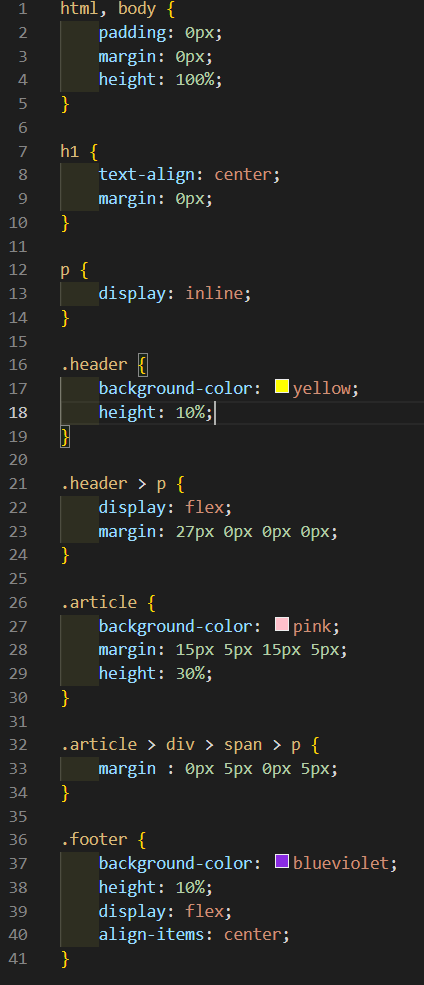 1 html, body {
2 padding: 0px;
3 margin: 0px;
4 height: 100%;
5 }
6
7 h1 {
8 text-align: center;
9 margin: 0px;
10 }
11
12 p {
13 display: inline;
14 }
15
16 .header {
17 background-color: yellow;
18 height: 10%;
19 }
20
21 .header > p {
22 display: flex;
23 margin: 27px 0px 0px 0px;
24 }
25
26 .article {
27 background-color: pink;
28 margin: 15px 5px 15px 5px;
29 height: 30%;
30 }
31
32 .article > div > span > p {
33 margin : 0px 5px 0px 5px;
34 }
35
36 .footer {
37 background-color: blueviolet;
38 height: 10%;
39 display: flex;
40 align-items: center;
41 }